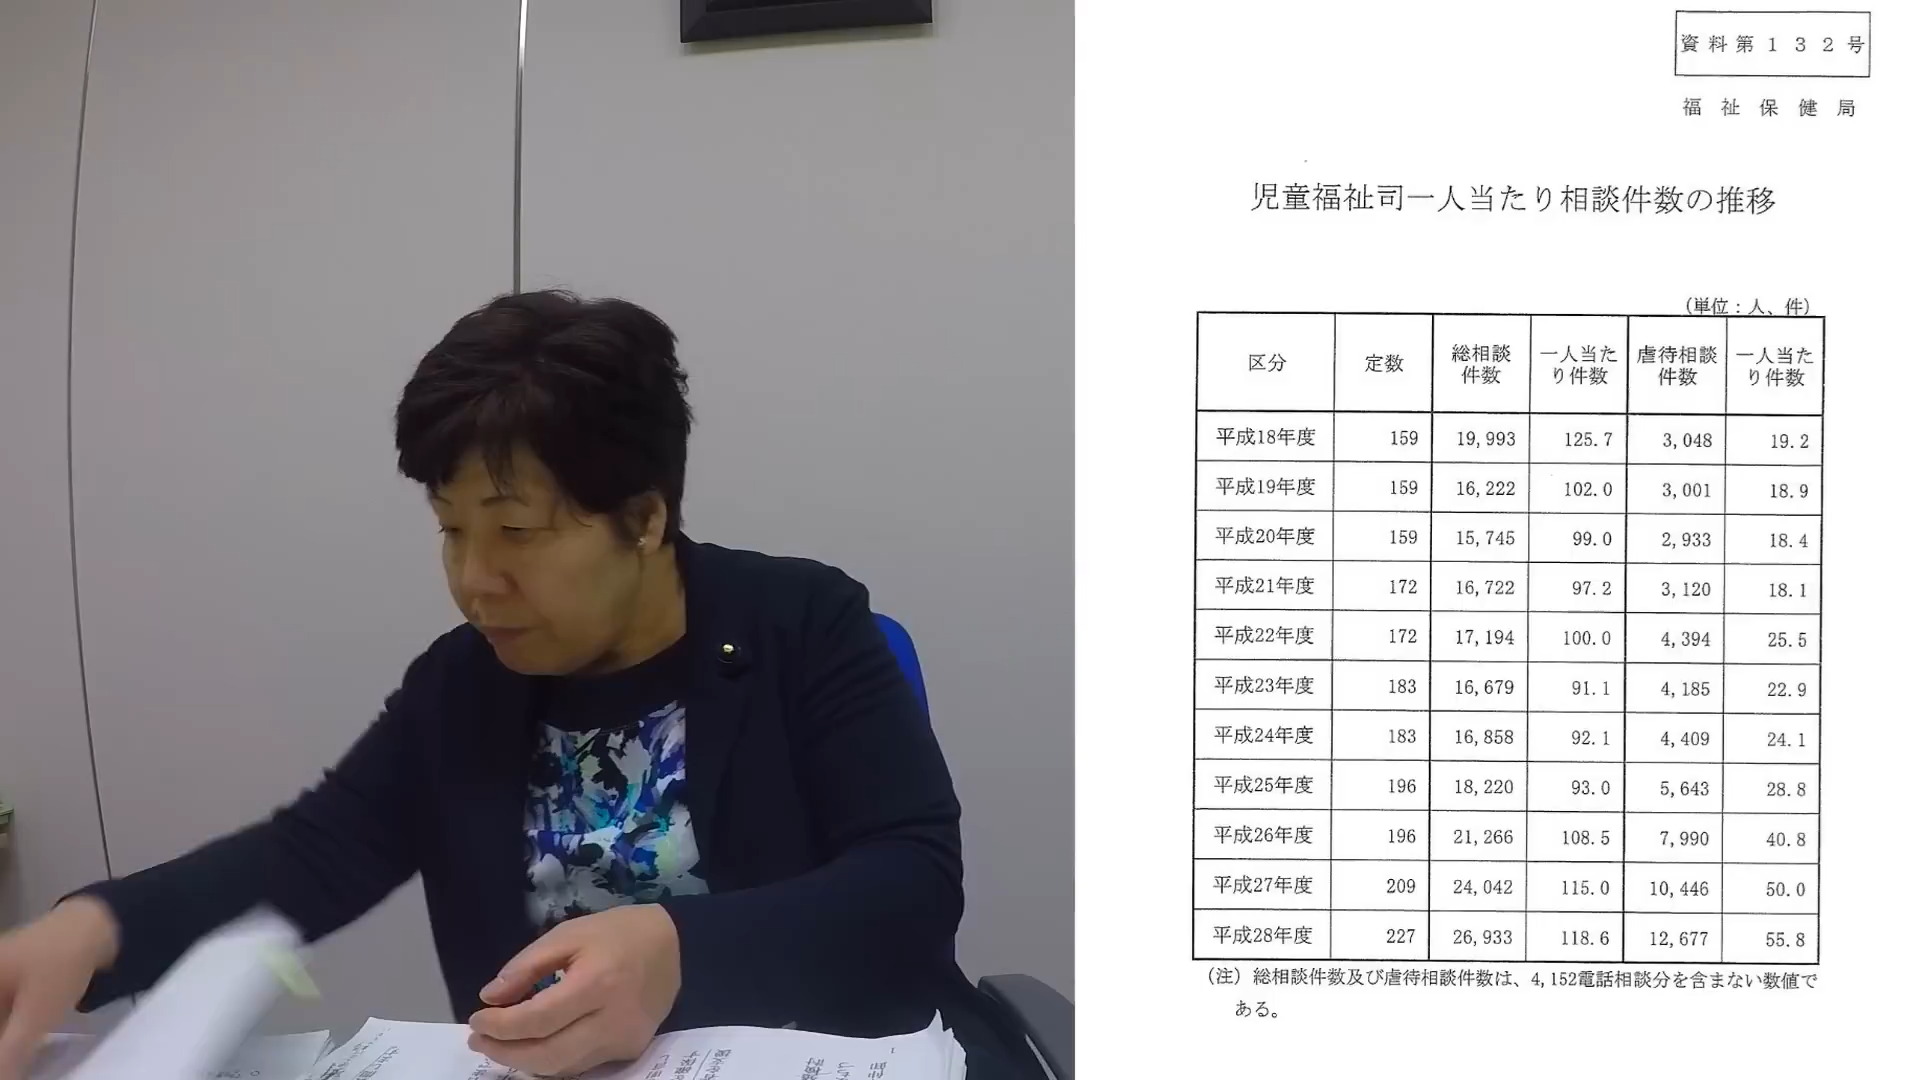 資料第132号
福祉保健局
児童福祉司一人当たり相談件数の推移
（単位：人、件）
区分 定数 総相談件数 一人当たり件数 虐待相談件数 一人当たり件数
平成18年度 159 19,993 125.7 3,048 19.2
平成19年度 159 16,222 102.0 3,001 18.9
平成20年度 159 15,745 99.0 2,933 18.4
平成21年度 172 16,722 97.2 3,120 18.1
平成22年度 172 17,194 100.0 4,394 25.5
平成23年度 183 16,679 91.1 4,185 22.9
平成24年度 183 16,858 92.1 4,409 24.1
平成25年度 196 18,220 93.0 5,643 28.8
平成26年度 196 21,266 108.5 7,990 40.8
平成27年度 209 24,042 115.0 10,446 50.0
平成28年度 227 26,933 118.6 12,677 55.8
（注）総相談件数及び虐待相談件数は、4,152電話相談分を含まない数値で
ある。